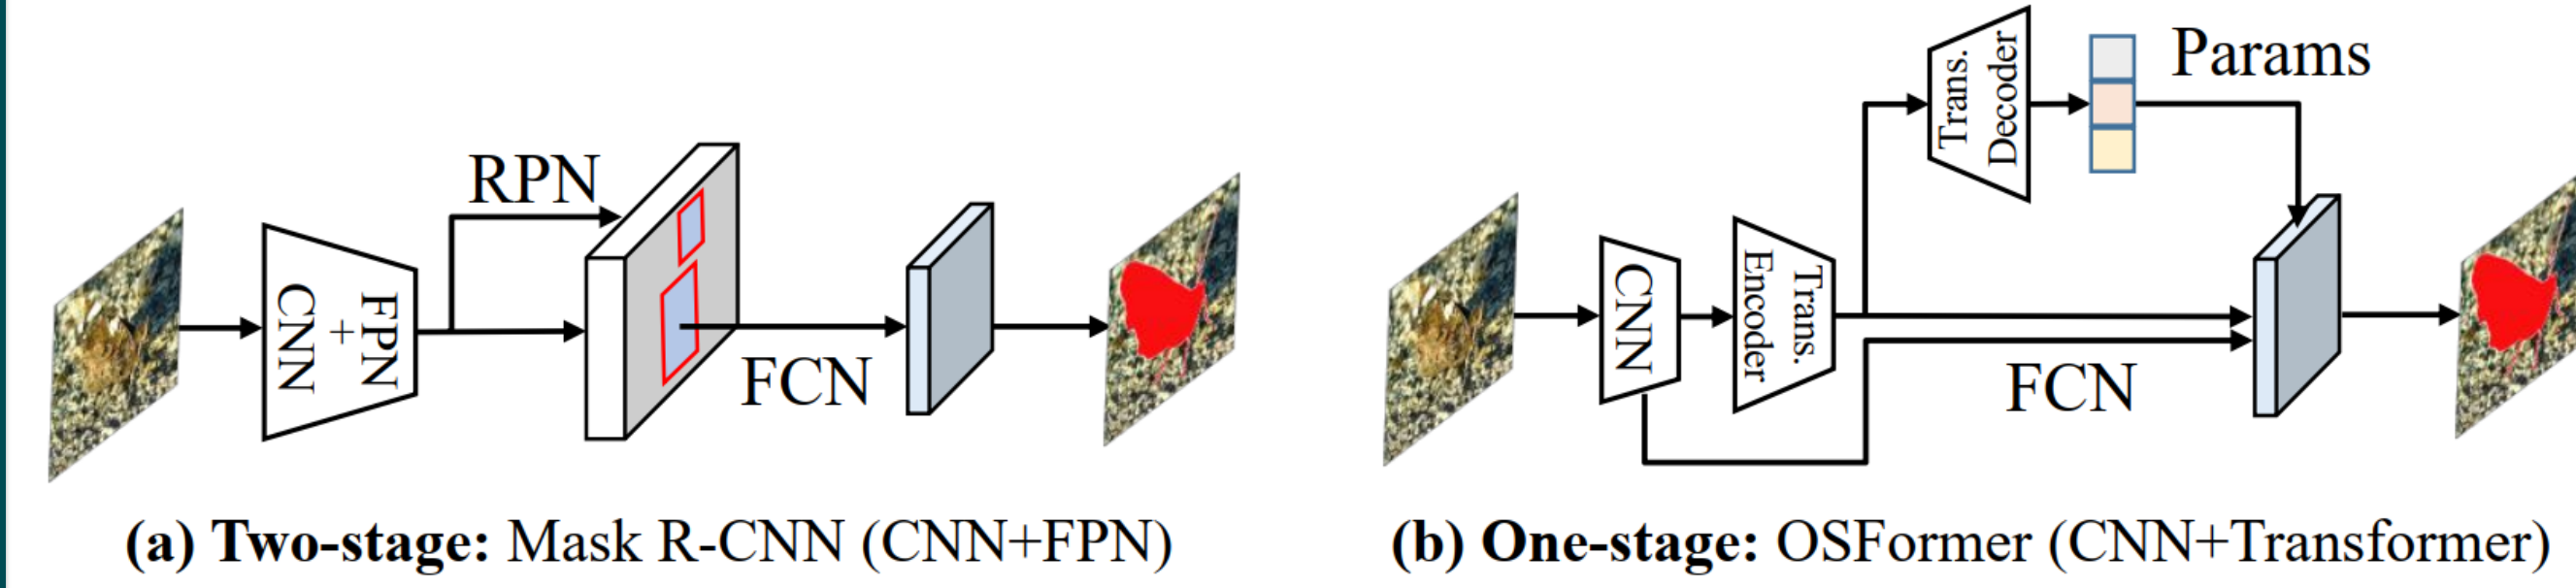 RPN
CNN
+
FPN
FCN
(a) Two-stage: Mask R-CNN (CNN+FPN)
Trans.
Decoder
Params
CNN
Trans.
Encoder
FCN
(b) One-stage: OSFormer (CNN+Transformer)